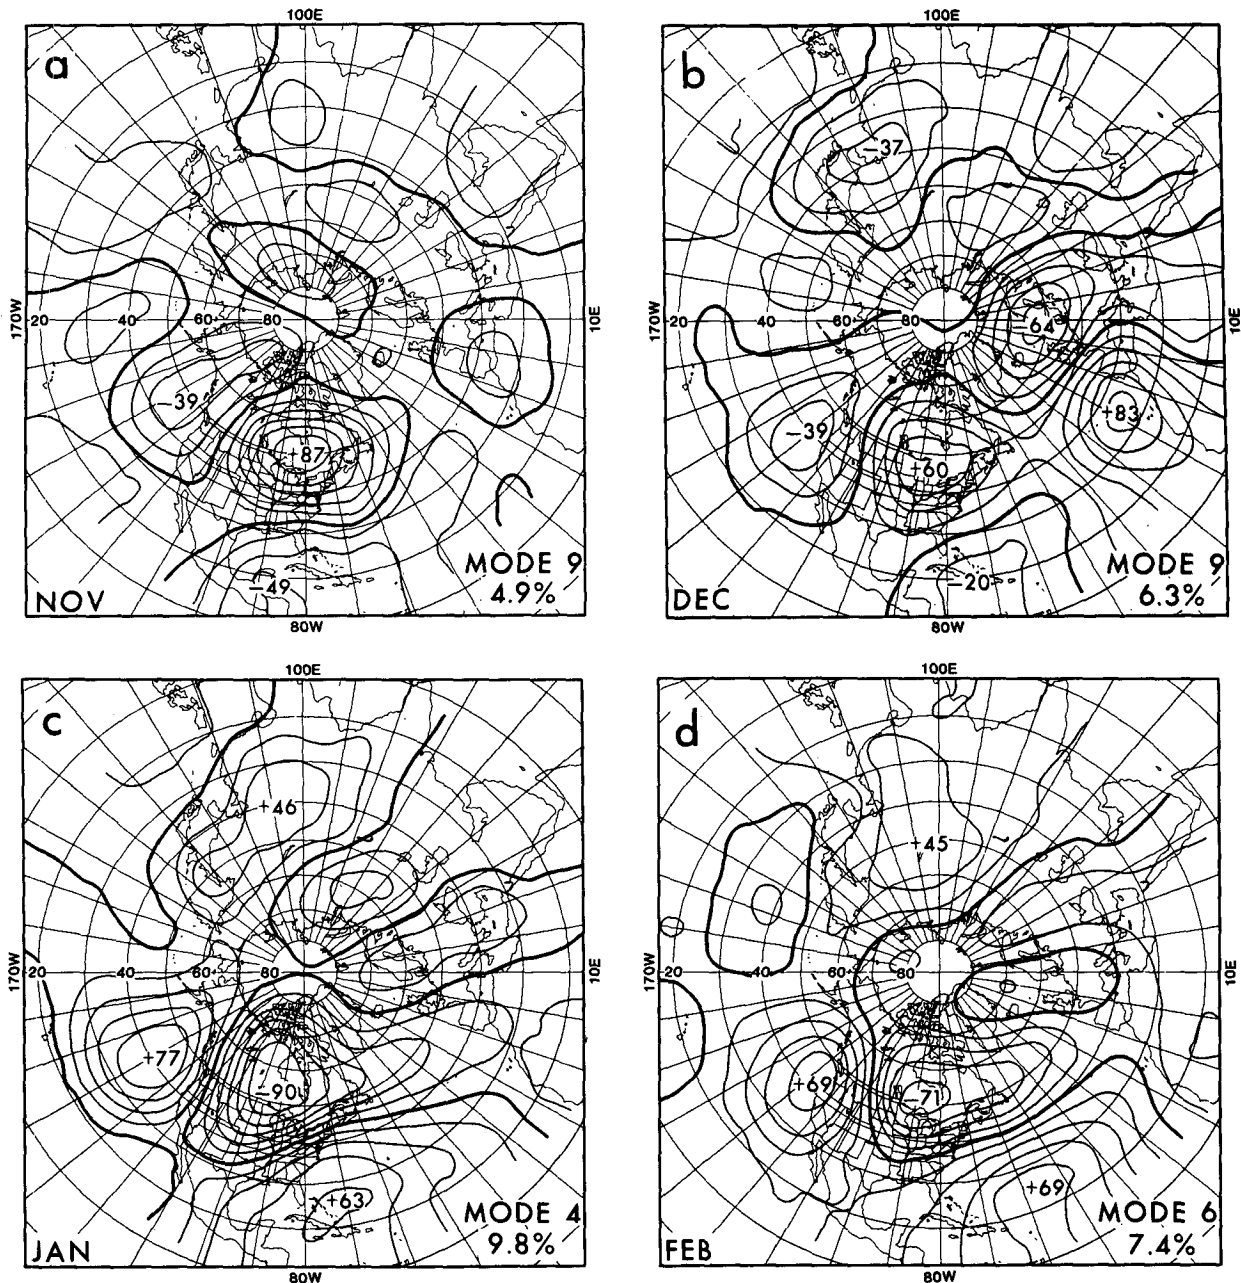 100E
a
170W
20
40
60
80
10E
-39
+87
-49
NOV
MODE 9
4.9%
80W
100E
b
-37
170W
20
40
60
80
10E
-64
+83
-39
+60
-20
DEC
MODE 9
6.3%
80W
100E
c
+46
170W
20
40
60
80
10E
+77
-90
+63
JAN
MODE 4
9.8%
80W
100E
d
+45
170W
20
40
60
80
10E
+69
-71
+69
FEB
MODE 6
7.4%
80W